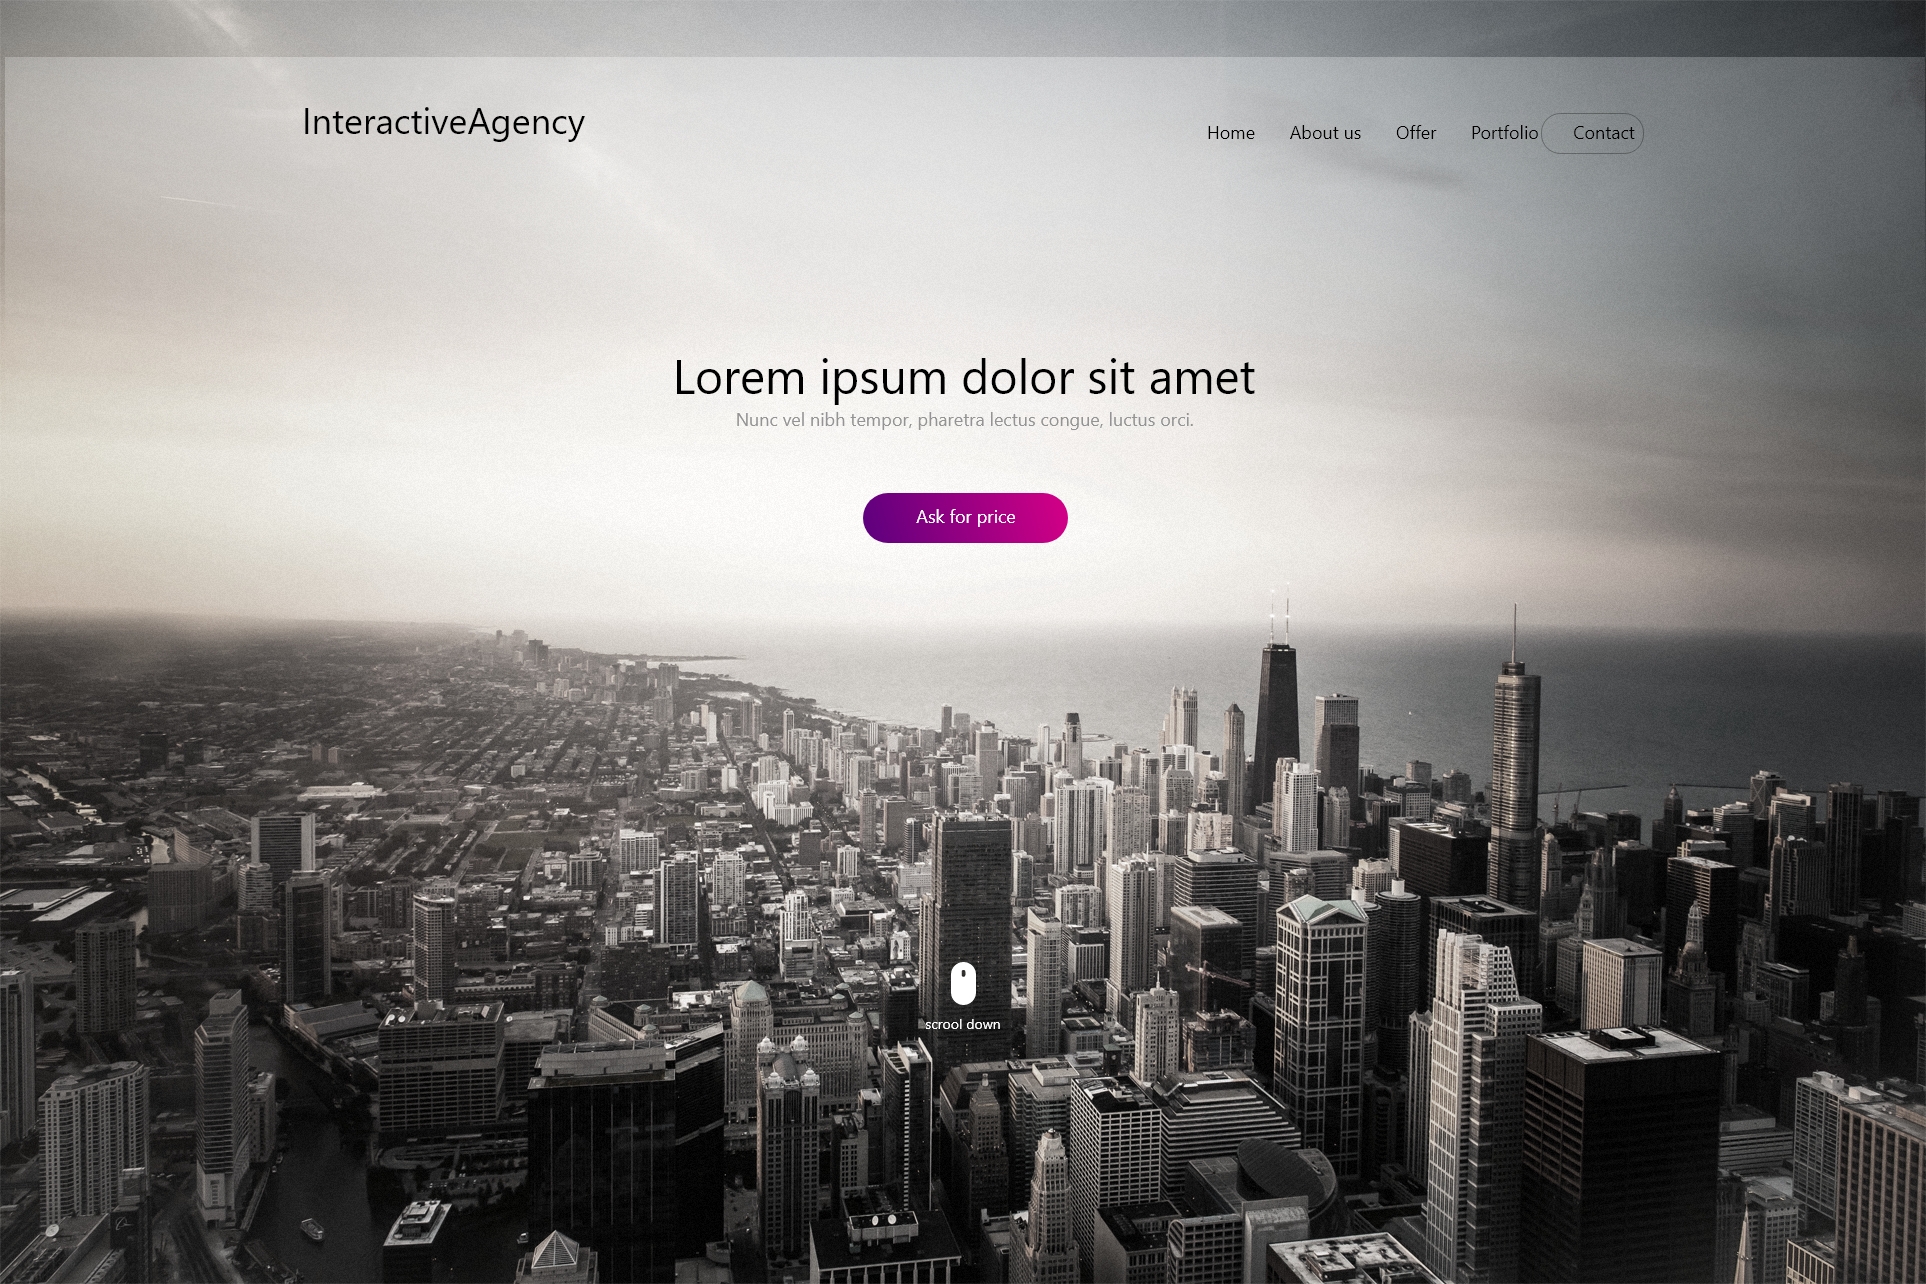 InteractiveAgency
Home About us Offer Portfolio Contact
Lorem ipsum dolor sit amet
Nunc vel nibh tempor, pharetra lectus congue, luctus orci.
Ask for price
scrool down